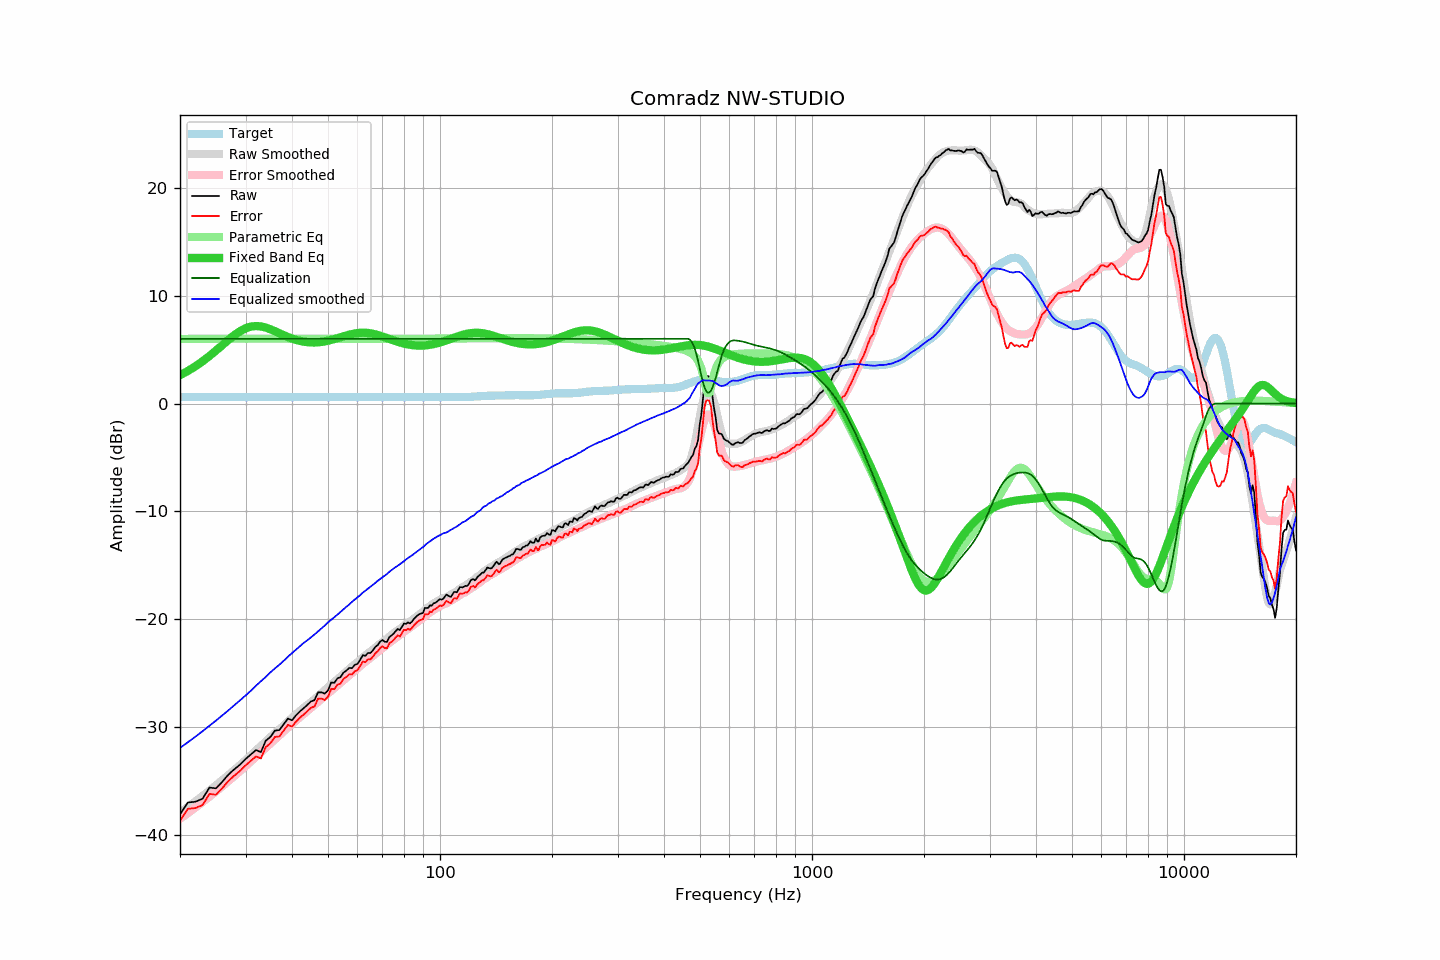 Comradz NW-STUDIO
Target
Raw Smoothed
Error Smoothed
Raw
Error
Parametric Eq
Fixed Band Eq
Equalization
Equalized smoothed
20
10
0
−10
−20
−30
−40
Amplitude (dBr)
100
1000
10000
Frequency (Hz)